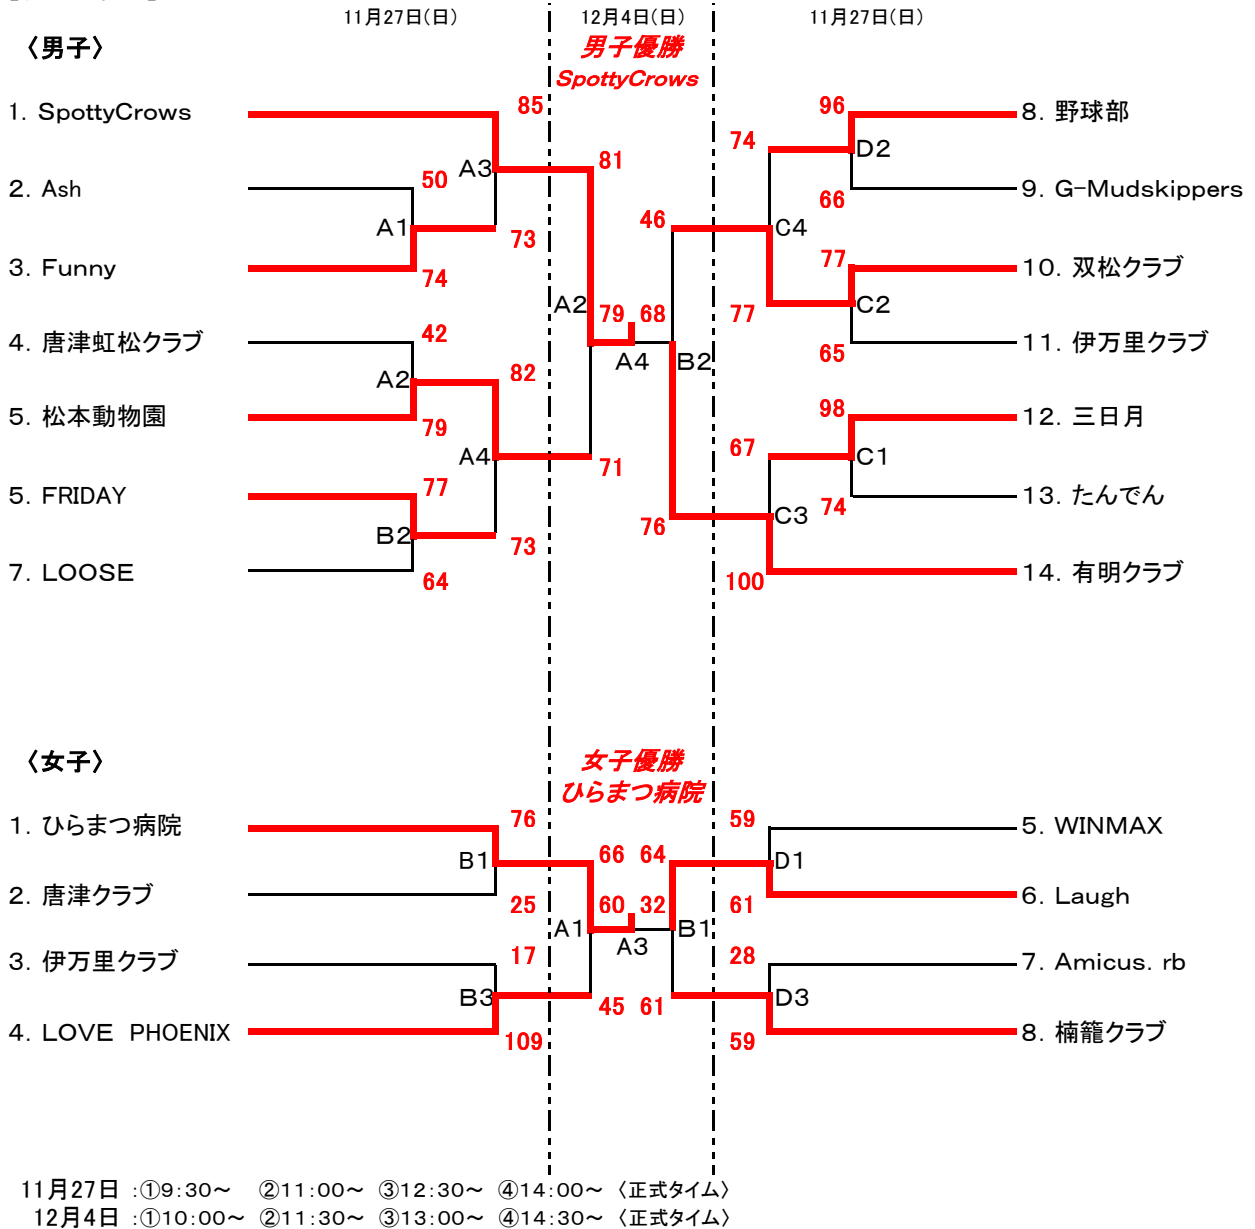 11月27日(日) 12月4日(日) 11月27日(日)
〈男子〉 男子優勝
SpottyCrows
1. SpottyCrows 85 96 8. 野球部
74 D2
A3 81
2. Ash 50 66 9. G-Mudskippers
A1 73 46 C4
3. Funny 74 77 10. 双松クラブ
A2 79 68 77 C2
4. 唐津虹松クラブ 42 A4 B2 65 11. 伊万里クラブ
A2 82
5. 松本動物園 79 98 12. 三日月
A4 71 67 C1
5. FRIDAY 77 74 13. たんでん
B2 73 76 C3
7. LOOSE 64 100 14. 有明クラブ
〈女子〉 女子優勝
ひらまつ病院
1. ひらまつ病院 76 59 5. WINMAX
B1 66 64 D1
2. 唐津クラブ 25 60 32 61 6. Laugh
A1 A3 B1
3. 伊万里クラブ 17 28 7. Amicus. rb
B3 45 61 D3
4. LOVE PHOENIX 109 59 8.楠籠クラブ
11月27日 :①9:30～ ②11:00～ ③12:30～ ④14:00～ 〈正式タイム〉
12月4日 :①10:00～ ②11:30～ ③13:00～ ④14:30～ 〈正式タイム〉